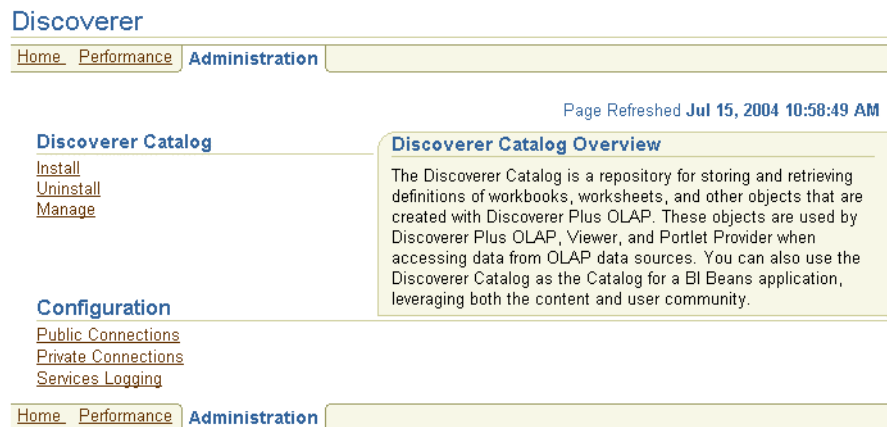 Discoverer
Home Performance Administration
Page Refreshed Jul 15, 2004 10:58:49 AM
Discoverer Catalog
Install
Uninstall
Manage
Discoverer Catalog Overview
The Discoverer Catalog is a repository for storing and retrieving
definitions of workbooks, worksheets, and other objects that are
created with Discoverer Plus OLAP. These objects are used by
Discoverer Plus OLAP, Viewer, and Portlet Provider when
accessing data from OLAP data sources. You can also use the
Discoverer Catalog as the Catalog for a BI Beans application,
leveraging both the content and user community.
Configuration
Public Connections
Private Connections
Services Logging
Home Performance Administration